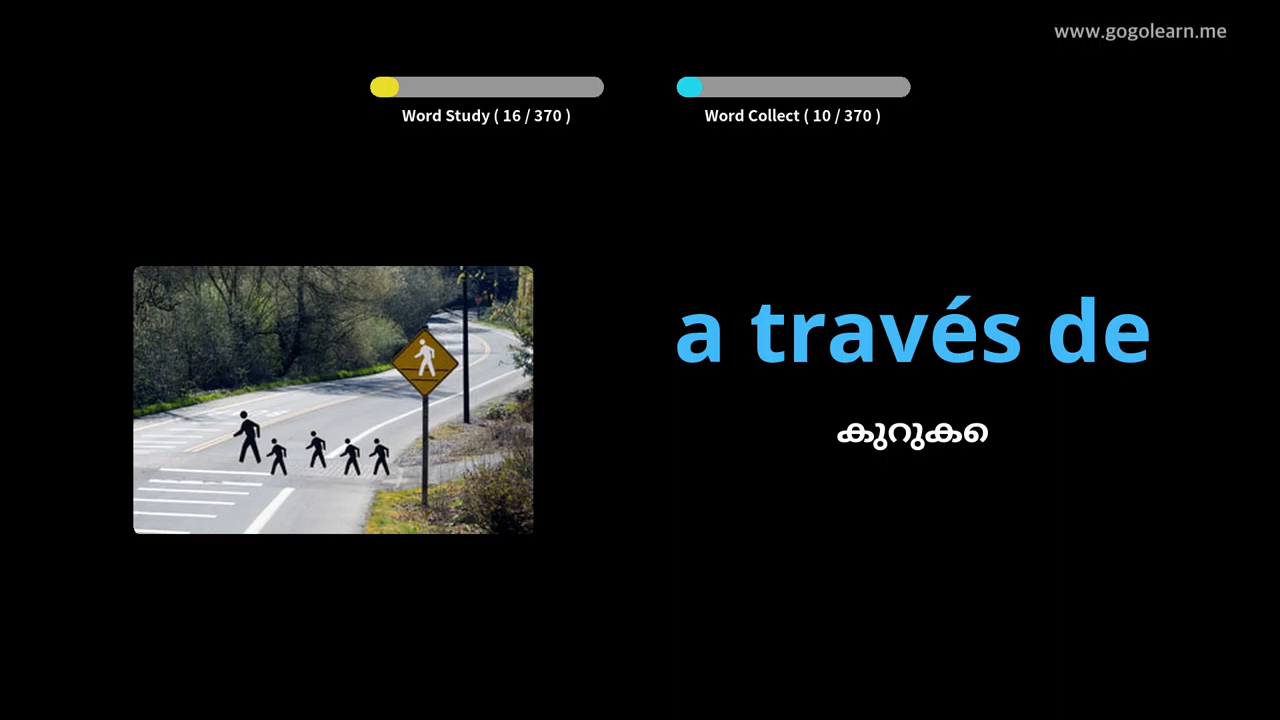 www.gogolearn.me
Word Study ( 16 / 370 )
Word Collect ( 10 / 370 )
a través de
കുറുകെ